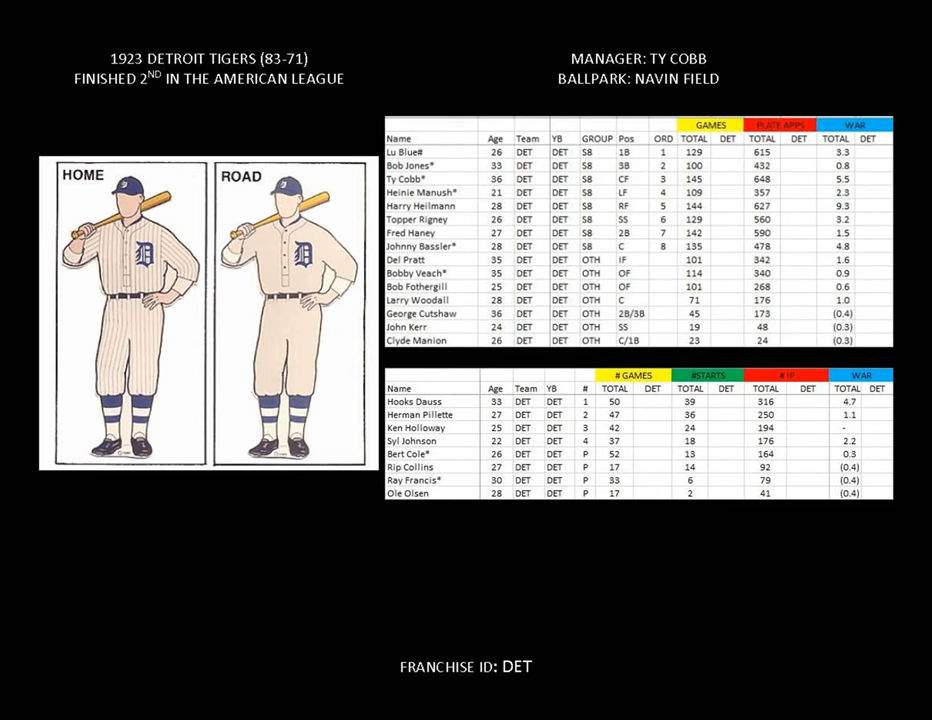 1923 DETROIT TIGERS (83-71)
FINISHED 2ND IN THE AMERICAN LEAGUE
MANAGER: TY COBB
BALLPARK: NAVIN FIELD
HOME
ROAD
D
D
GAMES PLATE APPS WAR
Name Age Team YB GROUP Pos ORD TOTAL DET TOTAL DET TOTAL DET
Lu Blue# 26 DET DET S8 1B 1 129 615 3.3
Bob Jones* 33 DET DET S8 3B 2 100 432 0.8
Ty Cobb* 36 DET DET S8 CF 3 145 648 5.5
Heinie Manush* 21 DET DET S8 LF 4 109 357 2.3
Harry Heilmann 28 DET DET S8 RF 5 144 627 9.3
Topper Rigney 26 DET DET S8 SS 6 129 560 3.2
Fred Haney 27 DET DET S8 2B 7 142 590 1.5
Johnny Bassler* 28 DET DET S8 C 8 135 478 4.8
Del Pratt 35 DET DET OTH IF 101 342 1.6
Bobby Veach* 35 DET DET OTH OF 114 340 0.9
Bob Fothergill 25 DET DET OTH OF 101 268 0.6
Larry Woodall 28 DET DET OTH C 71 176 1.0
George Cutshaw 36 DET DET OTH 2B/3B 45 173 (0.4)
John Kerr 24 DET DET OTH SS 19 48 (0.3)
Clyde Manion 26 DET DET OTH C/1B 23 24 (0.3)
# GAMES #STARTS # IP WAR
Name Age Team YB # TOTAL DET TOTAL DET TOTAL DET TOTAL DET
Hooks Dauss 33 DET DET 1 50 39 316 4.7
Herman Pillette 27 DET DET 2 47 36 250 1.1
Ken Holloway 25 DET DET 3 42 24 194 -
Syl Johnson 22 DET DET 4 37 18 176 2.2
Bert Cole* 26 DET DET P 52 13 164 0.3
Rip Collins 27 DET DET P 17 14 92 (0.4)
Ray Francis* 30 DET DET P 33 6 79 (0.4)
Ole Olsen 28 DET DET P 17 2 41 (0.4)
FRANCHISE ID: DET